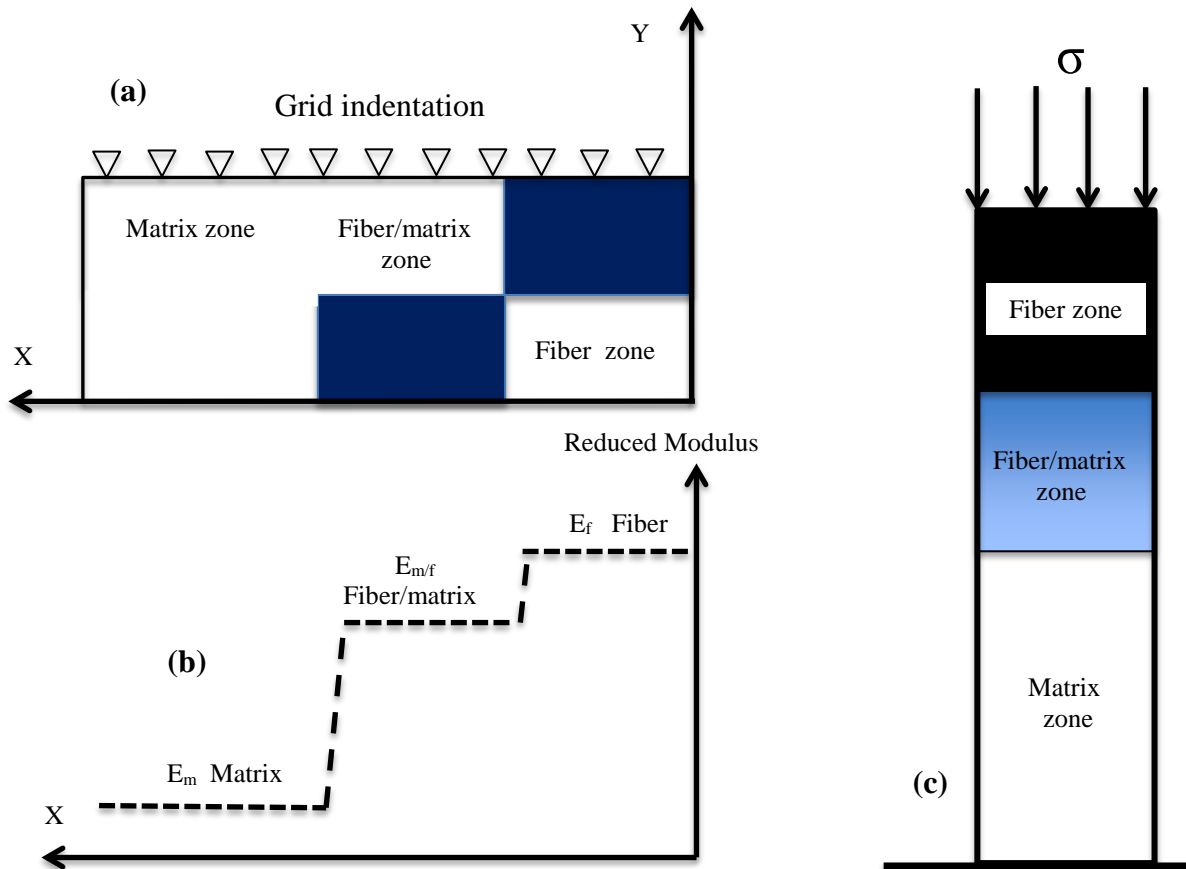 (a)
Y
Grid indentation
Matrix zone
Fiber/matrix
zone
Fiber zone
X
Reduced Modulus
Ef Fiber
Em/f
Fiber/matrix
(b)
Em Matrix
X
σ
Fiber zone
Fiber/matrix
zone
Matrix
zone
(c)